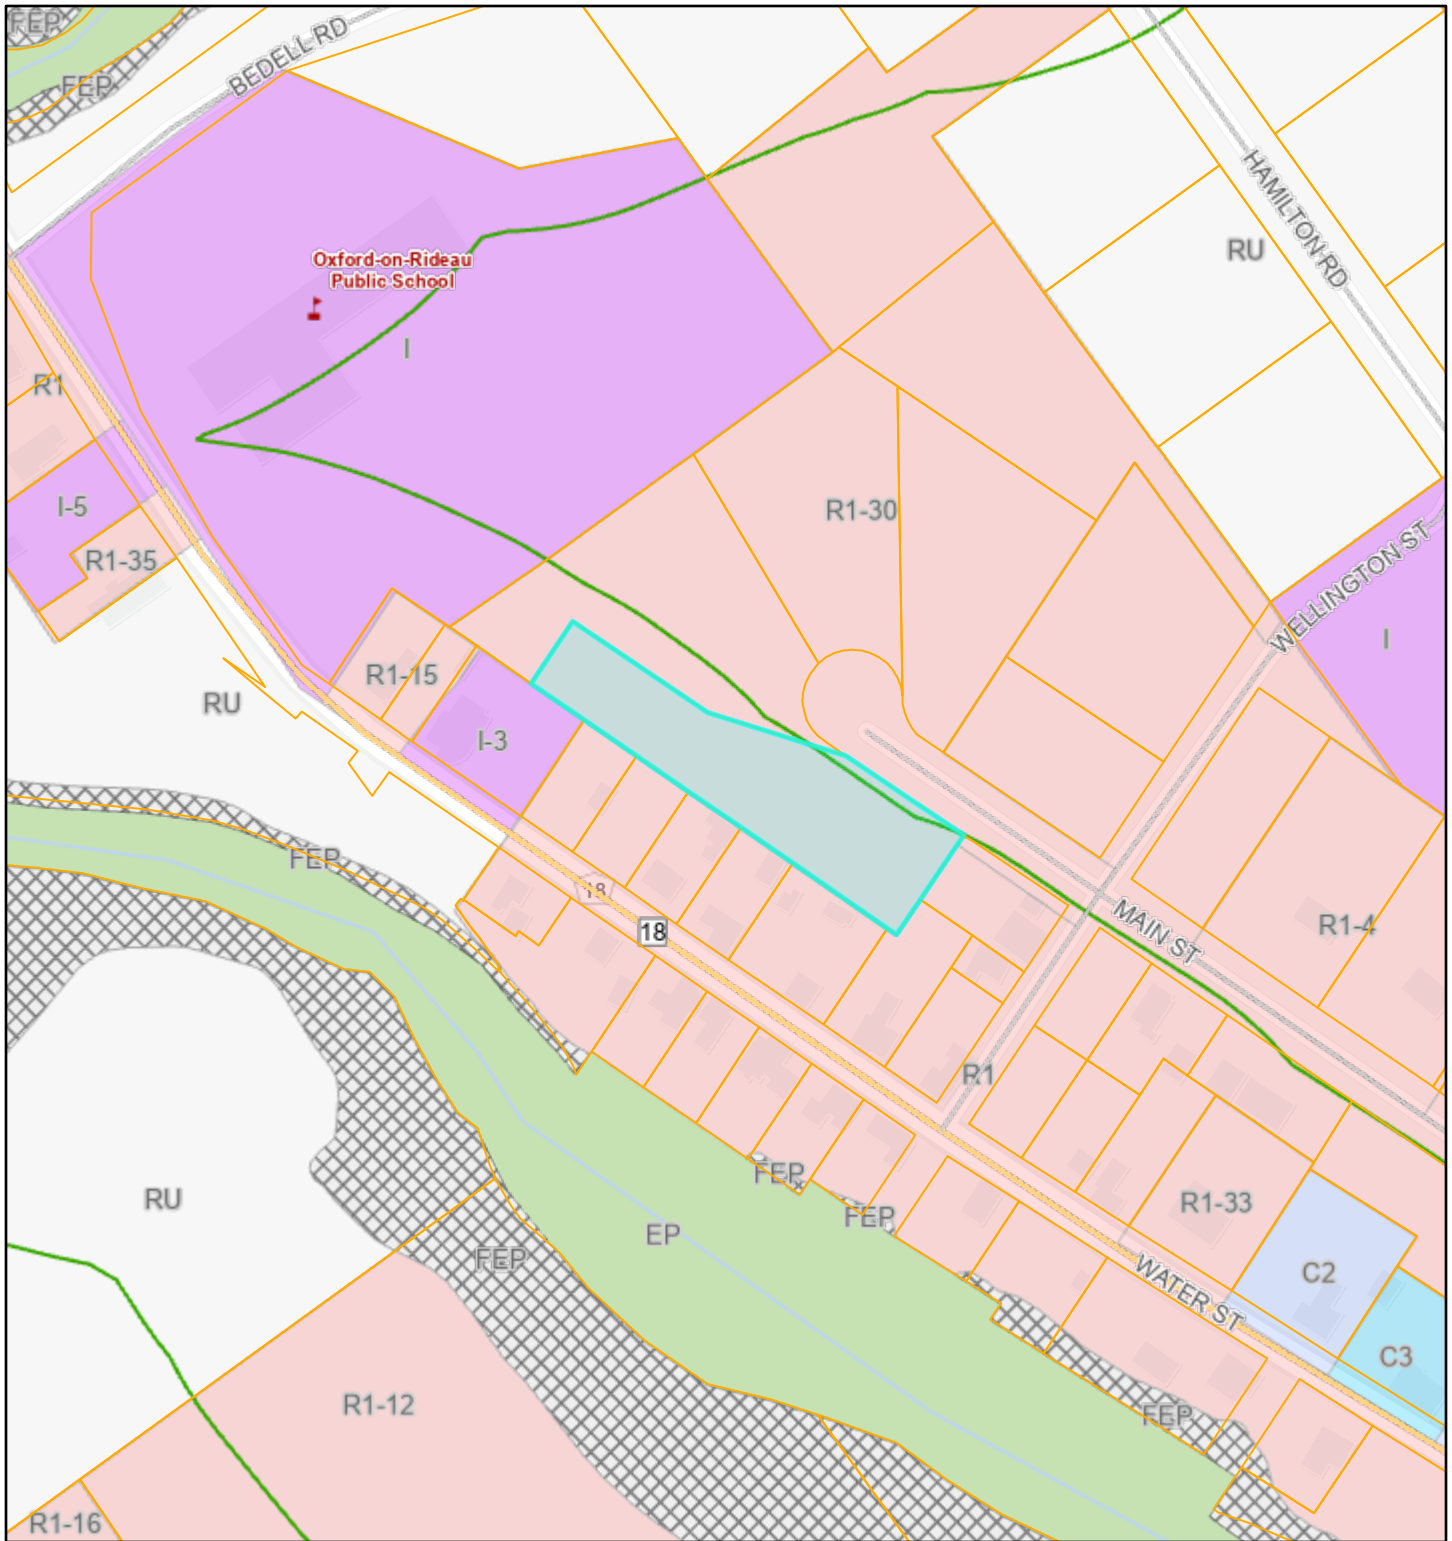 FEP
FEP
BEDELL RD
HAMILTON RD
RU
Oxford-on-Rideau
Public School
I
R1
I-5
R1-35
R1-30
WELLINGTON ST
I
R1-15
RU
I-3
FEP
18
18
MAIN ST
R1-4
R1
FEP
FEP
RU
EP
FEP
R1-33
WATER ST
C2
C3
R1-12
FEP
R1-16